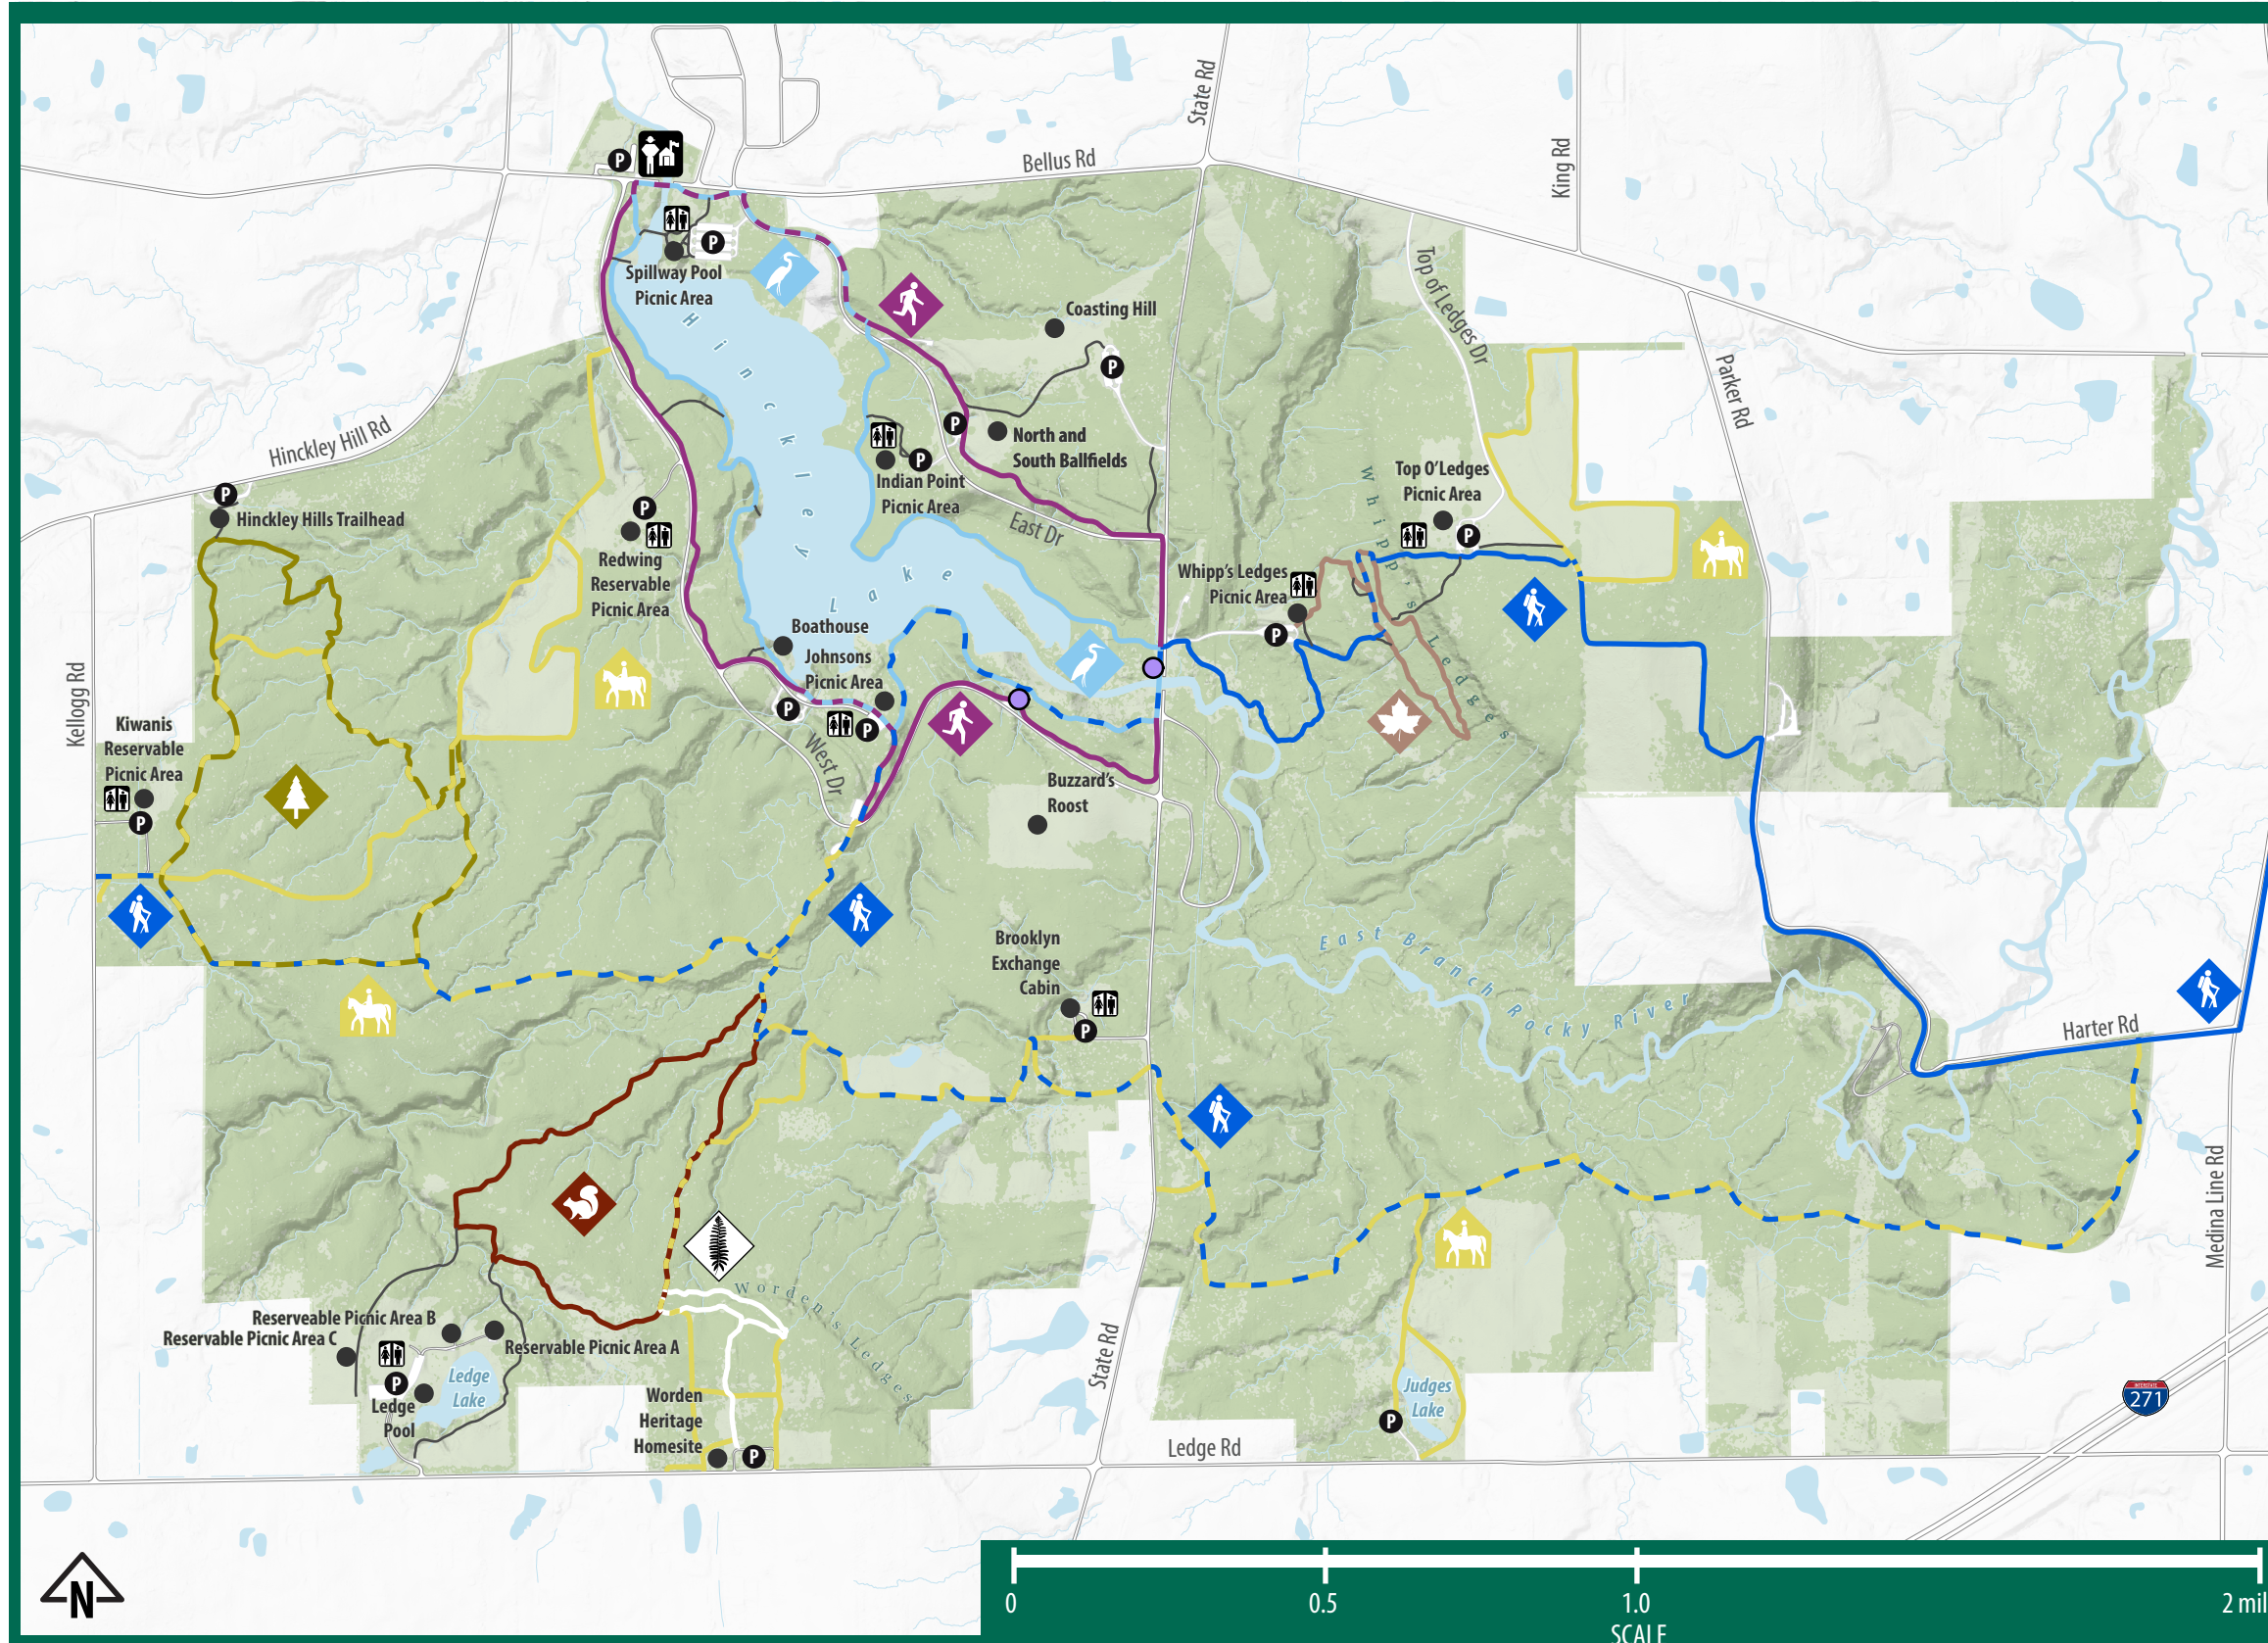 State Rd
Bellus Rd
King Rd
P
P
Spillway Pool
Picnic Area
Top of Ledges Dr
Coasting Hill
P
Parker Rd
Hinckley Lake
Hinckley Hill Rd
P
North and
South Ballfields
P
Indian Point
Picnic Area
East Dr
Top O'Ledges
Picnic Area
P
P
Hinckley Hills Trailhead
P
Redwing
Reservable
Picnic Area
Whipp's Ledges
Whipp's Ledges
Picnic Area
P
Boathouse
Johnsons
Picnic Area
P
P
West Dr
Kellogg Rd
Kiwanis
Reservable
Picnic Area
P
Buzzard's
Roost
Brooklyn
Exchange
Cabin
P
East Branch Rocky River
Harter Rd
Medina Line Rd
Worden's Ledges
Reserveable Picnic Area B
Reservable Picnic Area C
Reservable Picnic Area A
P
Ledge
Lake
Ledge
Pool
Worden
Heritage
Homesite
P
State Rd
Judges
Lake
P
INTERSTATE
271
Ledge Rd
N
0
0.5
1.0
2 mil
SCALE